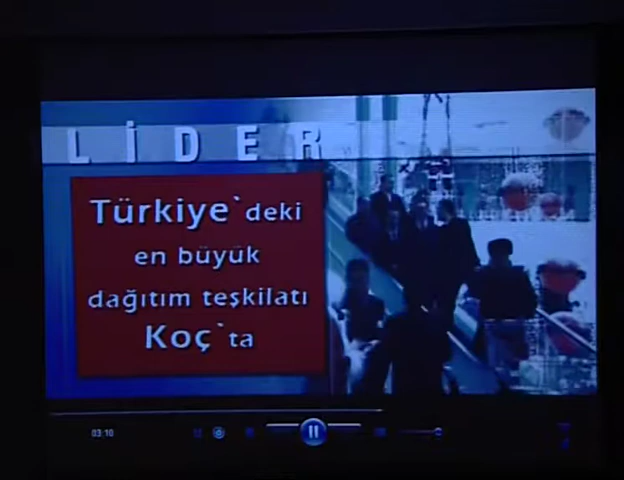 LİDER
Türkiye`deki
en büyük
dağıtım teşkilatı
Koç`ta
03:10